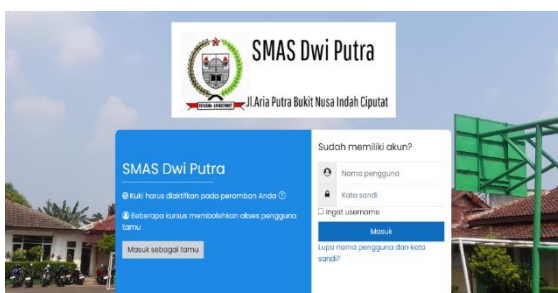 SMAS Dwi Putra
Jl.Aria Putra Bukit Nusa Indah Ciputat
SMAS Dwi Putra
Kuki harus diaktifkan pada peramban Anda
Beberapa kursus membolehkan akses pengguna
tamu
Masuk sebagai tamu
Sudah memiliki akun?
Nama pengguna
Kata sandi
Ingat username
Masuk
Lupa nama pengguna dan kata
sandi?